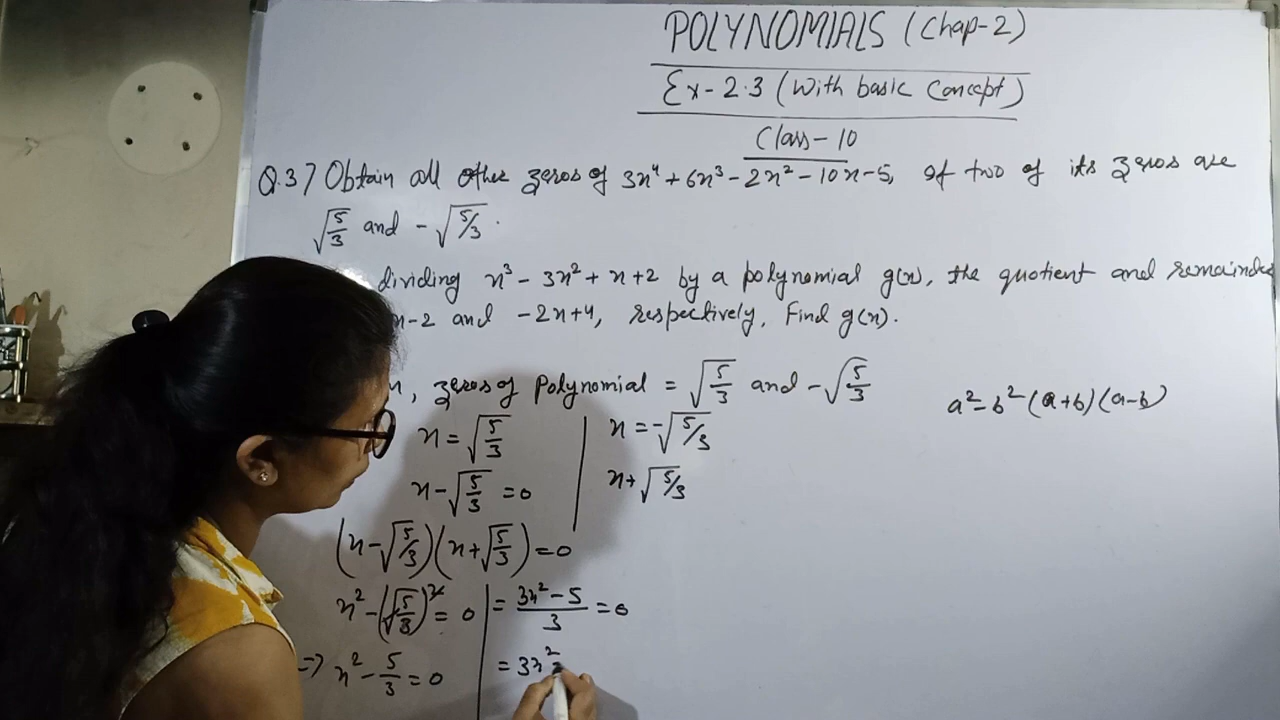 POLYNOMIALS (Chap-2)
Ex-2.3 (With basic Concept)
Class-10
Q.3) Obtain all other zeros of 3x⁴+6x³-2x²-10x-5, if two of its zeros are
√5/3 and -√5/3.
dividing x³-3x²+x+2 by a polynomial g(x), the quotient and remainder
x-2 and -2x+4, respectively. Find g(x).
, zeros of Polynomial = √5/3 and -√5/3
a²-b² (a+b)(a-b)
x=√5/3
x=-√5/3
x-√5/3=0
x+√5/3
(x-√5/3)(x+√5/3)=0
x²-(√5/3)²=0
=3x²-5/3=0
=> x²-5/3=0
=3x²